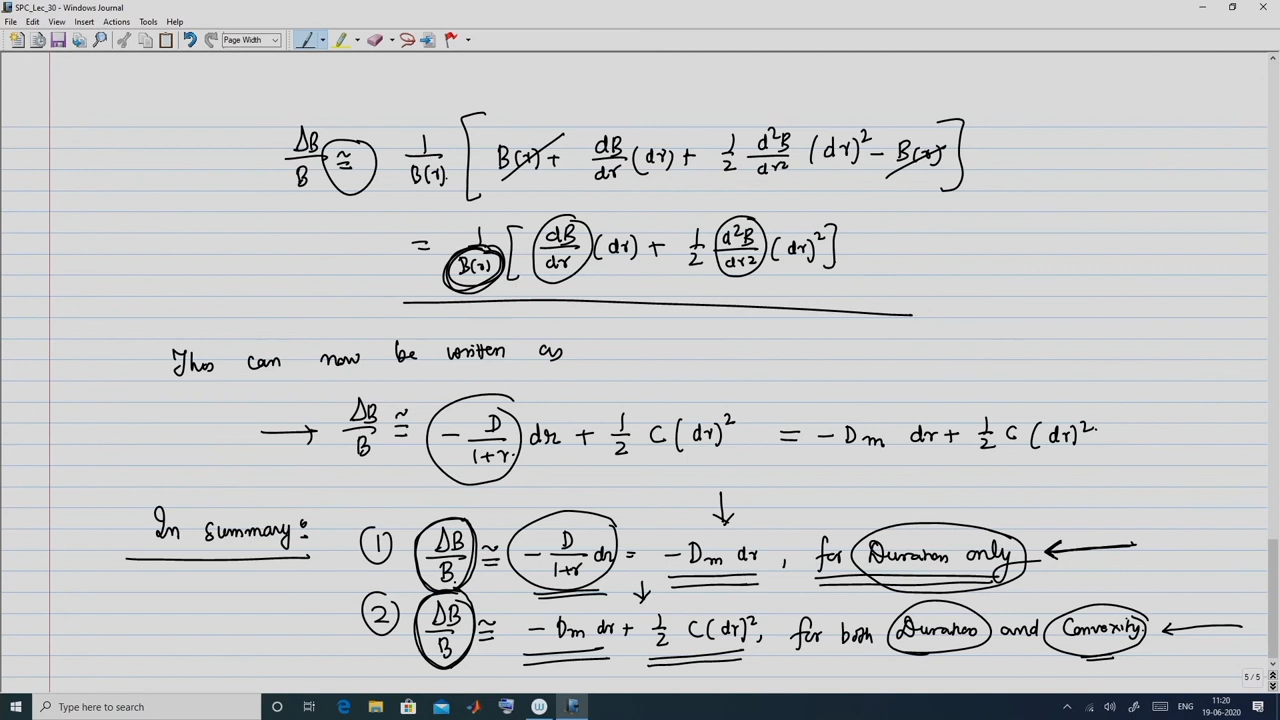 SPC_Lec_30 - Windows Journal
File Edit View Insert Actions Tools Help
Page Width
ΔB/B ≅ 1/B(r) [B(r) + dB/dr (dr) + 1/2 d²B/dr² (dr)² - B(r)]
= 1/B(r) [dB/dr (dr) + 1/2 d²B/dr² (dr)²]
This can now be written as
→ ΔB/B ≅ - D/1+r dr + 1/2 C (dr)² = - Dm dr + 1/2 C (dr)².
In summary:
(1) ΔB/B ≅ - D/1+r dr = - Dm dr, for Duration only ←
(2) ΔB/B ≅ - Dm dr + 1/2 C(dr)², for both Duration and Convexity. ←
5 / 5
Type here to search
ENG
11:20
19-06-2020